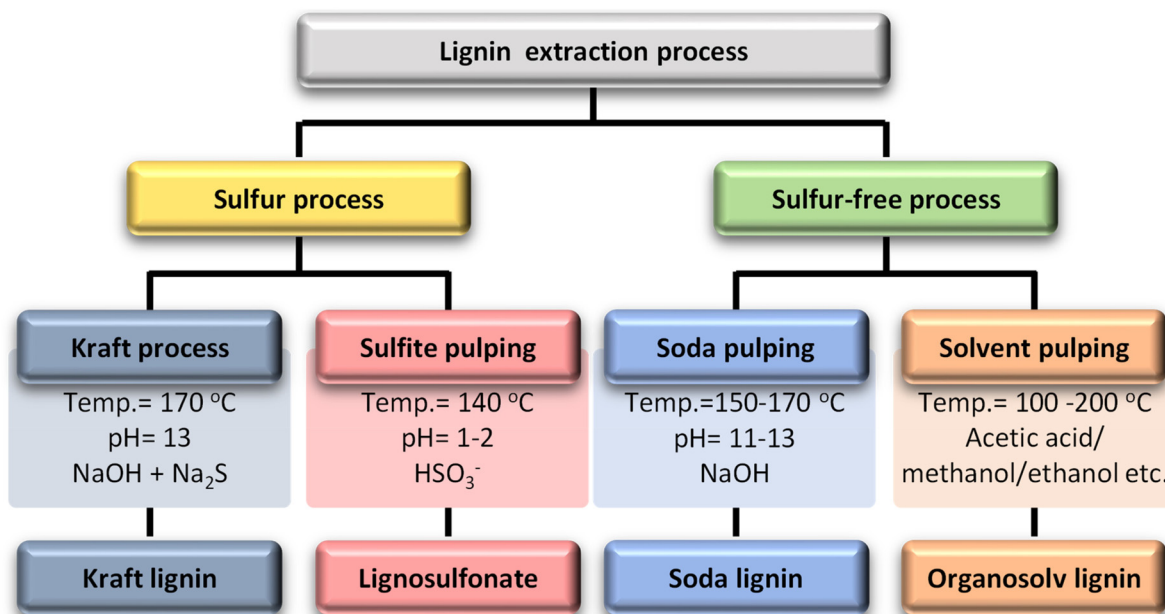 Lignin extraction process
Sulfur process
Sulfur-free process
Kraft process
Temp.= 170 °C
pH= 13
NaOH + Na₂S
Kraft lignin
Sulfite pulping
Temp.= 140 °C
pH= 1-2
HSO₃⁻
Lignosulfonate
Soda pulping
Temp.=150-170 °C
pH= 11-13
NaOH
Soda lignin
Solvent pulping
Temp.= 100 -200 °C
Acetic acid/
methanol/ethanol etc.
Organosolv lignin